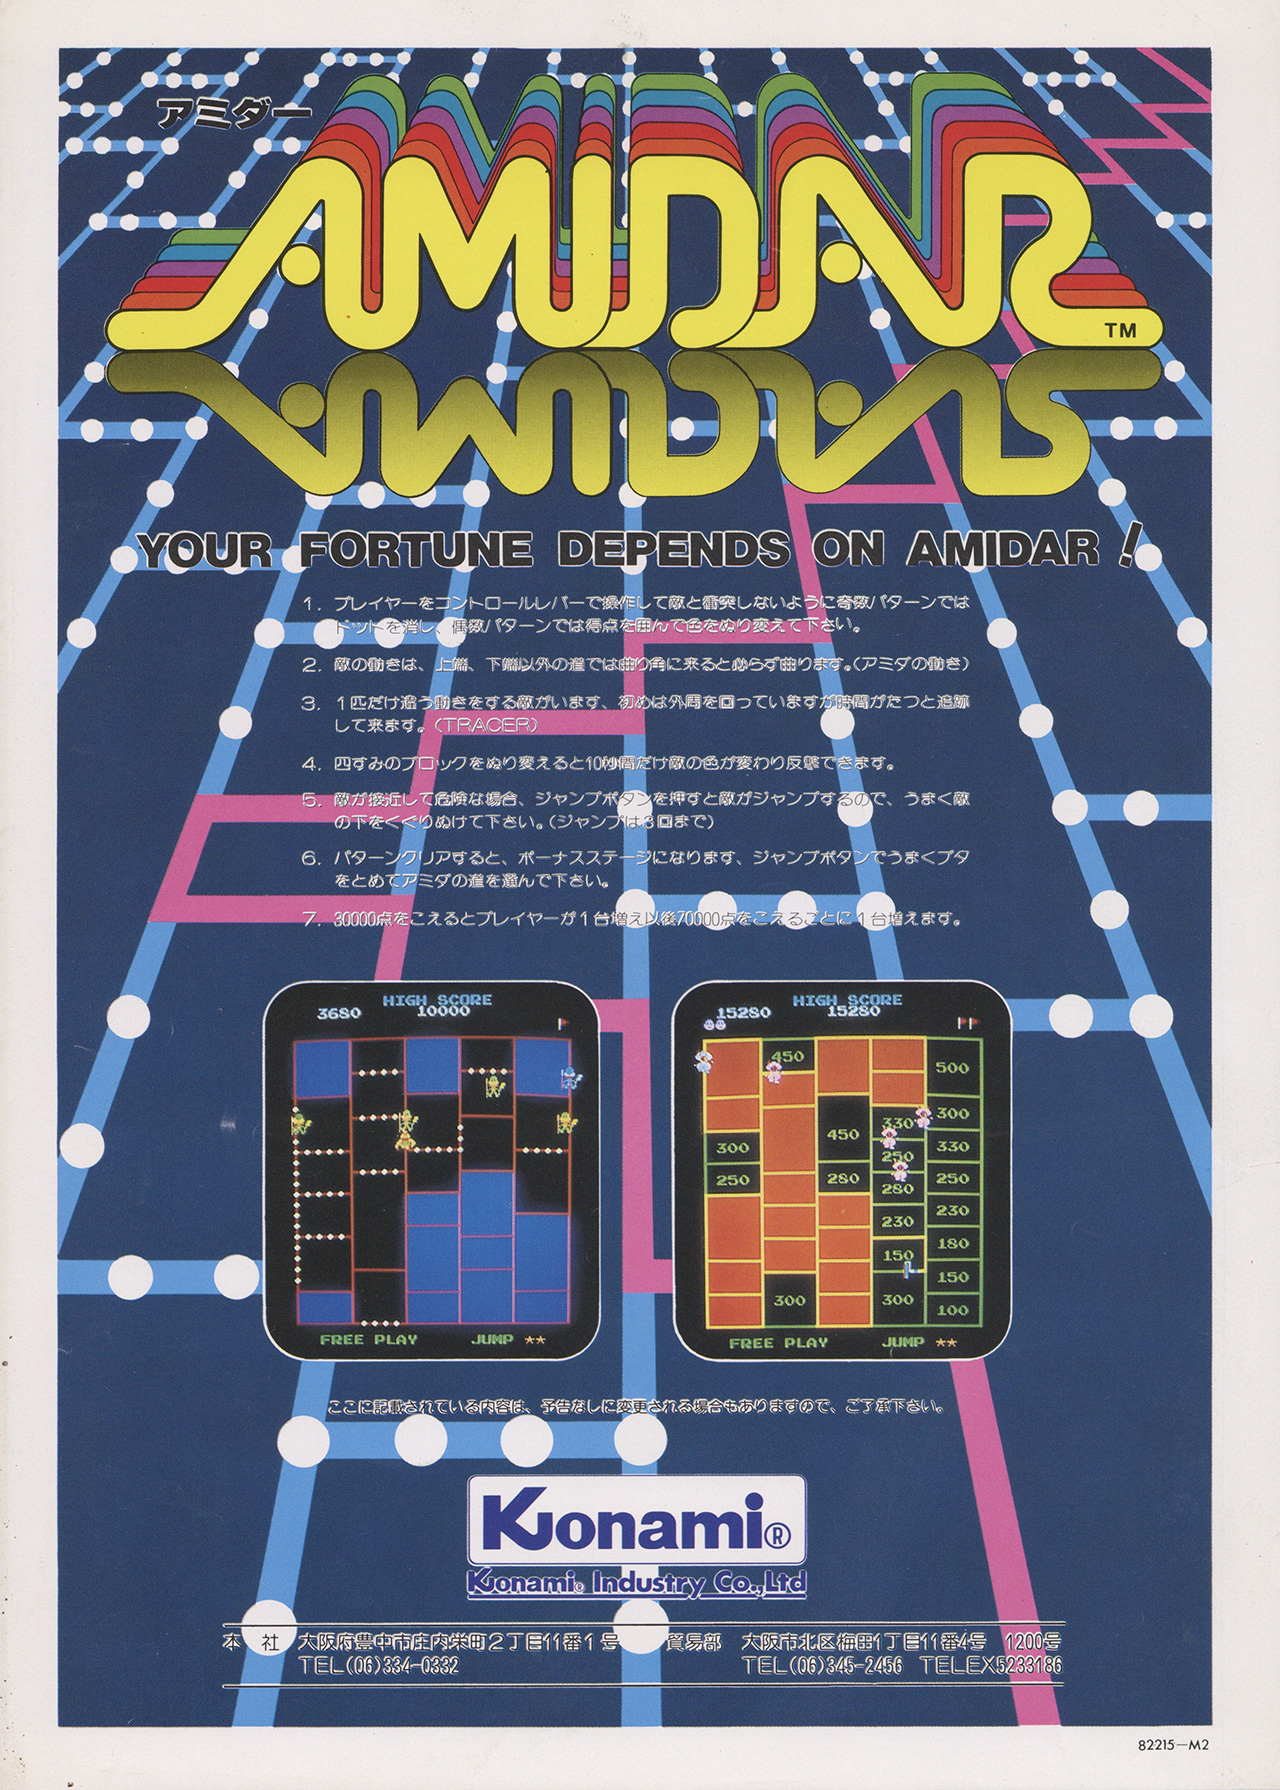 アミダー
AMIDAR
TM
YOUR FORTUNE DEPENDS ON AMIDAR!
1. プレイヤーをコントロールレバーで操作して敵と衝突しないように奇数パターンでは
ドットを消し、偶数パターンでは得点を囲んで色をぬり変えて下さい。
2. 敵の動きは、上端、下端以外の道では曲り角に来ると必らず曲ります。(アミダの動き)
3. 1匹だけ違う動きをする敵がいます、初めは外周を回っていますが時間がたつと追跡
して来ます。(TRACER)
4. 四すみのブロックをぬり変えると10秒間だけ敵の色が変わり反撃できます。
5. 敵が接近して危険な場合、ジャンプボタンを押すと敵がジャンプするので、うまく敵
の下をくぐりぬけて下さい。(ジャンプは3回まで)
6. パターンクリアすると、ボーナスステージになります、ジャンプボタンでうまくブタ
をとめてアミダの道を選んで下さい。
7. 30000点をこえるとプレイヤーが1台増え以後70000点をこえるごとに1台増えます。
HIGH SCORE
3680 10000
FREE PLAY JUMP **
HIGH SCORE
15280 15280
450
500
330 300
300 450 330
250
250 280 250
280
230 230
180
150 150
300 300 100
FREE PLAY JUMP **
ここに記載されている内容は、予告なしに変更される場合もありますので、ご了承下さい。
Konami®
Konami® Industry Co.,Ltd
本 社 大阪府豊中市庄内栄町2丁目11番1号 貿易部 大阪市北区梅田1丁目11番4号 1200号
TEL(06)334-0332 TEL(06)345-2456 TELEX5233186
82215-M2